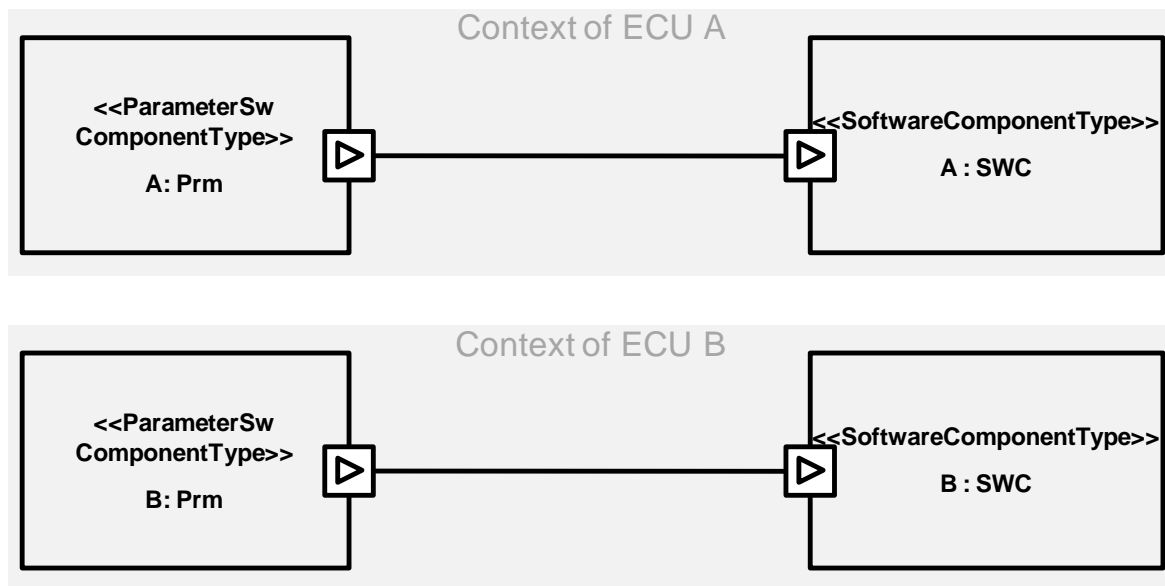 Context of ECU A
<<ParameterSw
ComponentType>>
A: Prm
<<SoftwareComponentType>>
A : SWC
Context of ECU B
<<ParameterSw
ComponentType>>
B: Prm
<<SoftwareComponentType>>
B : SWC